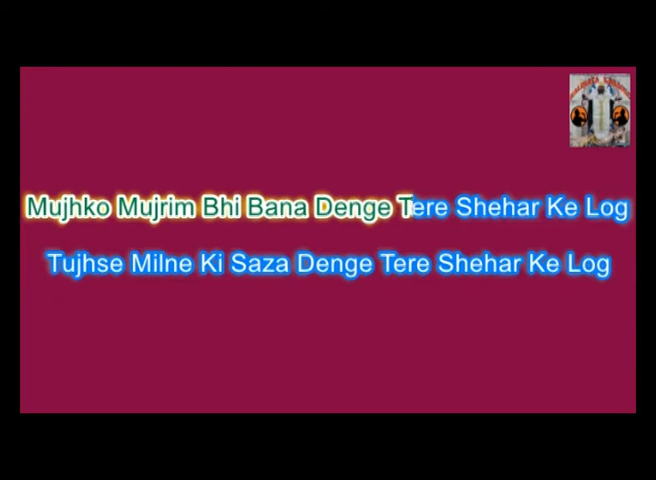 Mujhko Mujrim Bhi Bana Denge Tere Shehar Ke Log
Tujhse Milne Ki Saza Denge Tere Shehar Ke Log